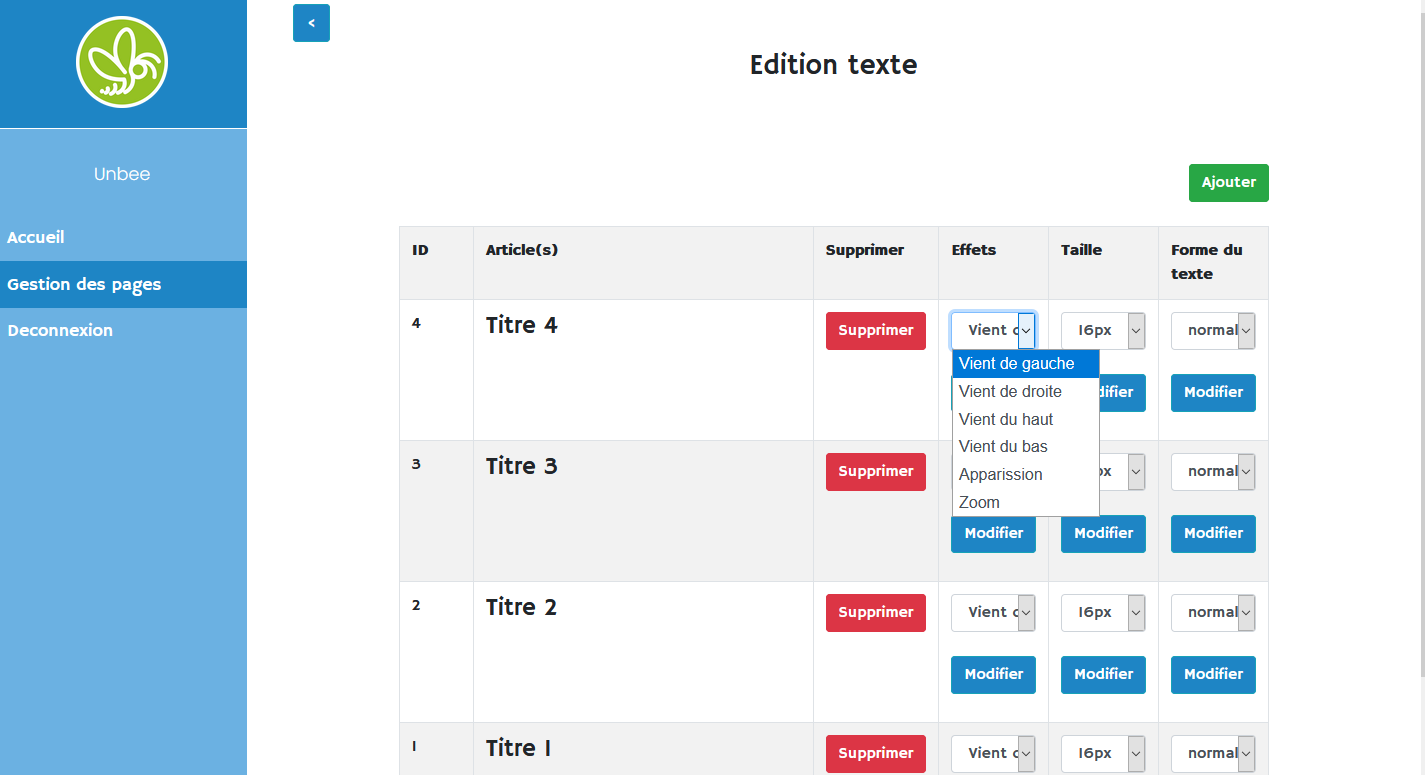 <
Edition texte
Unbee
Accueil
Gestion des pages
Deconnexion
Ajouter
ID Article(s) Supprimer Effets Taille Forme du texte
4 Titre 4 Supprimer Vient 16px normal
Vient de gauche
Vient de droite
Vient du haut
Vient du bas
Apparission
Zoom
Modifier
3 Titre 3 Supprimer normal
Modifier Modifier Modifier
2 Titre 2 Supprimer Vient 16px normal
Modifier Modifier Modifier
1 Titre 1 Supprimer Vient 16px normal